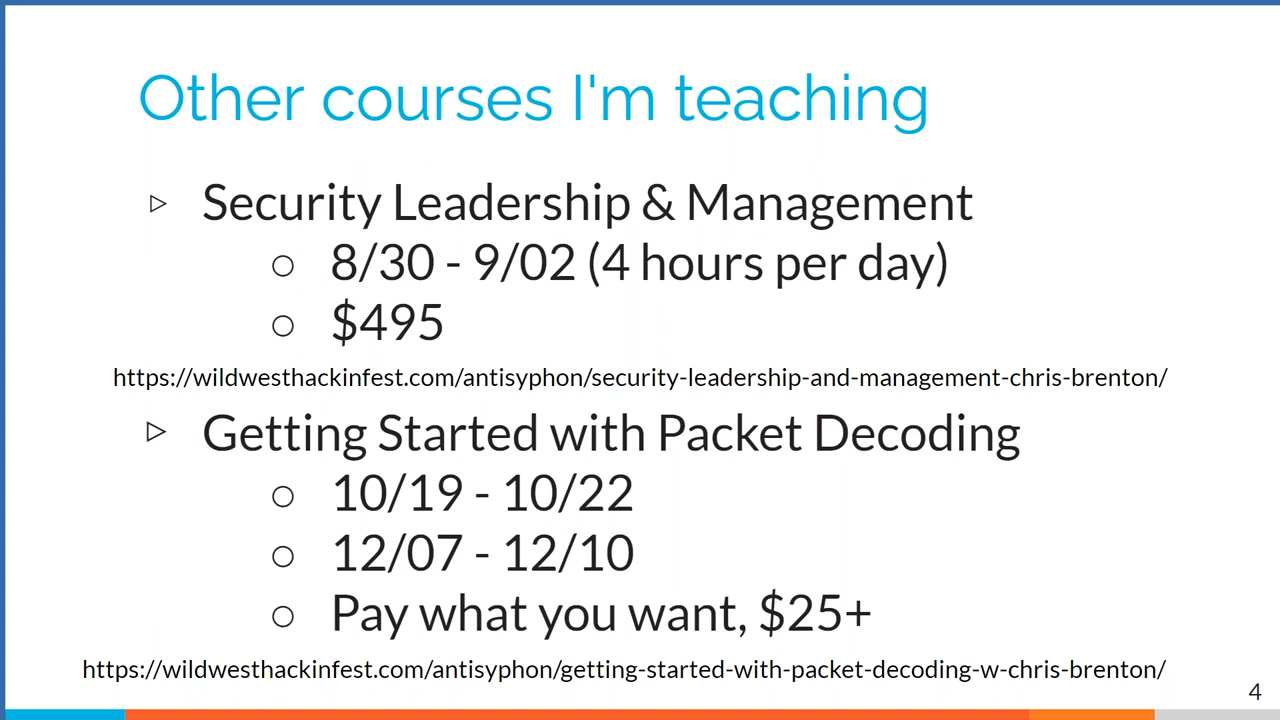 Other courses I'm teaching
▷ Security Leadership & Management
○ 8/30 - 9/02 (4 hours per day)
○ $495
https://wildwesthackinfest.com/antisyphon/security-leadership-and-management-chris-brenton/
▷ Getting Started with Packet Decoding
○ 10/19 - 10/22
○ 12/07 - 12/10
○ Pay what you want, $25+
https://wildwesthackinfest.com/antisyphon/getting-started-with-packet-decoding-w-chris-brenton/
4